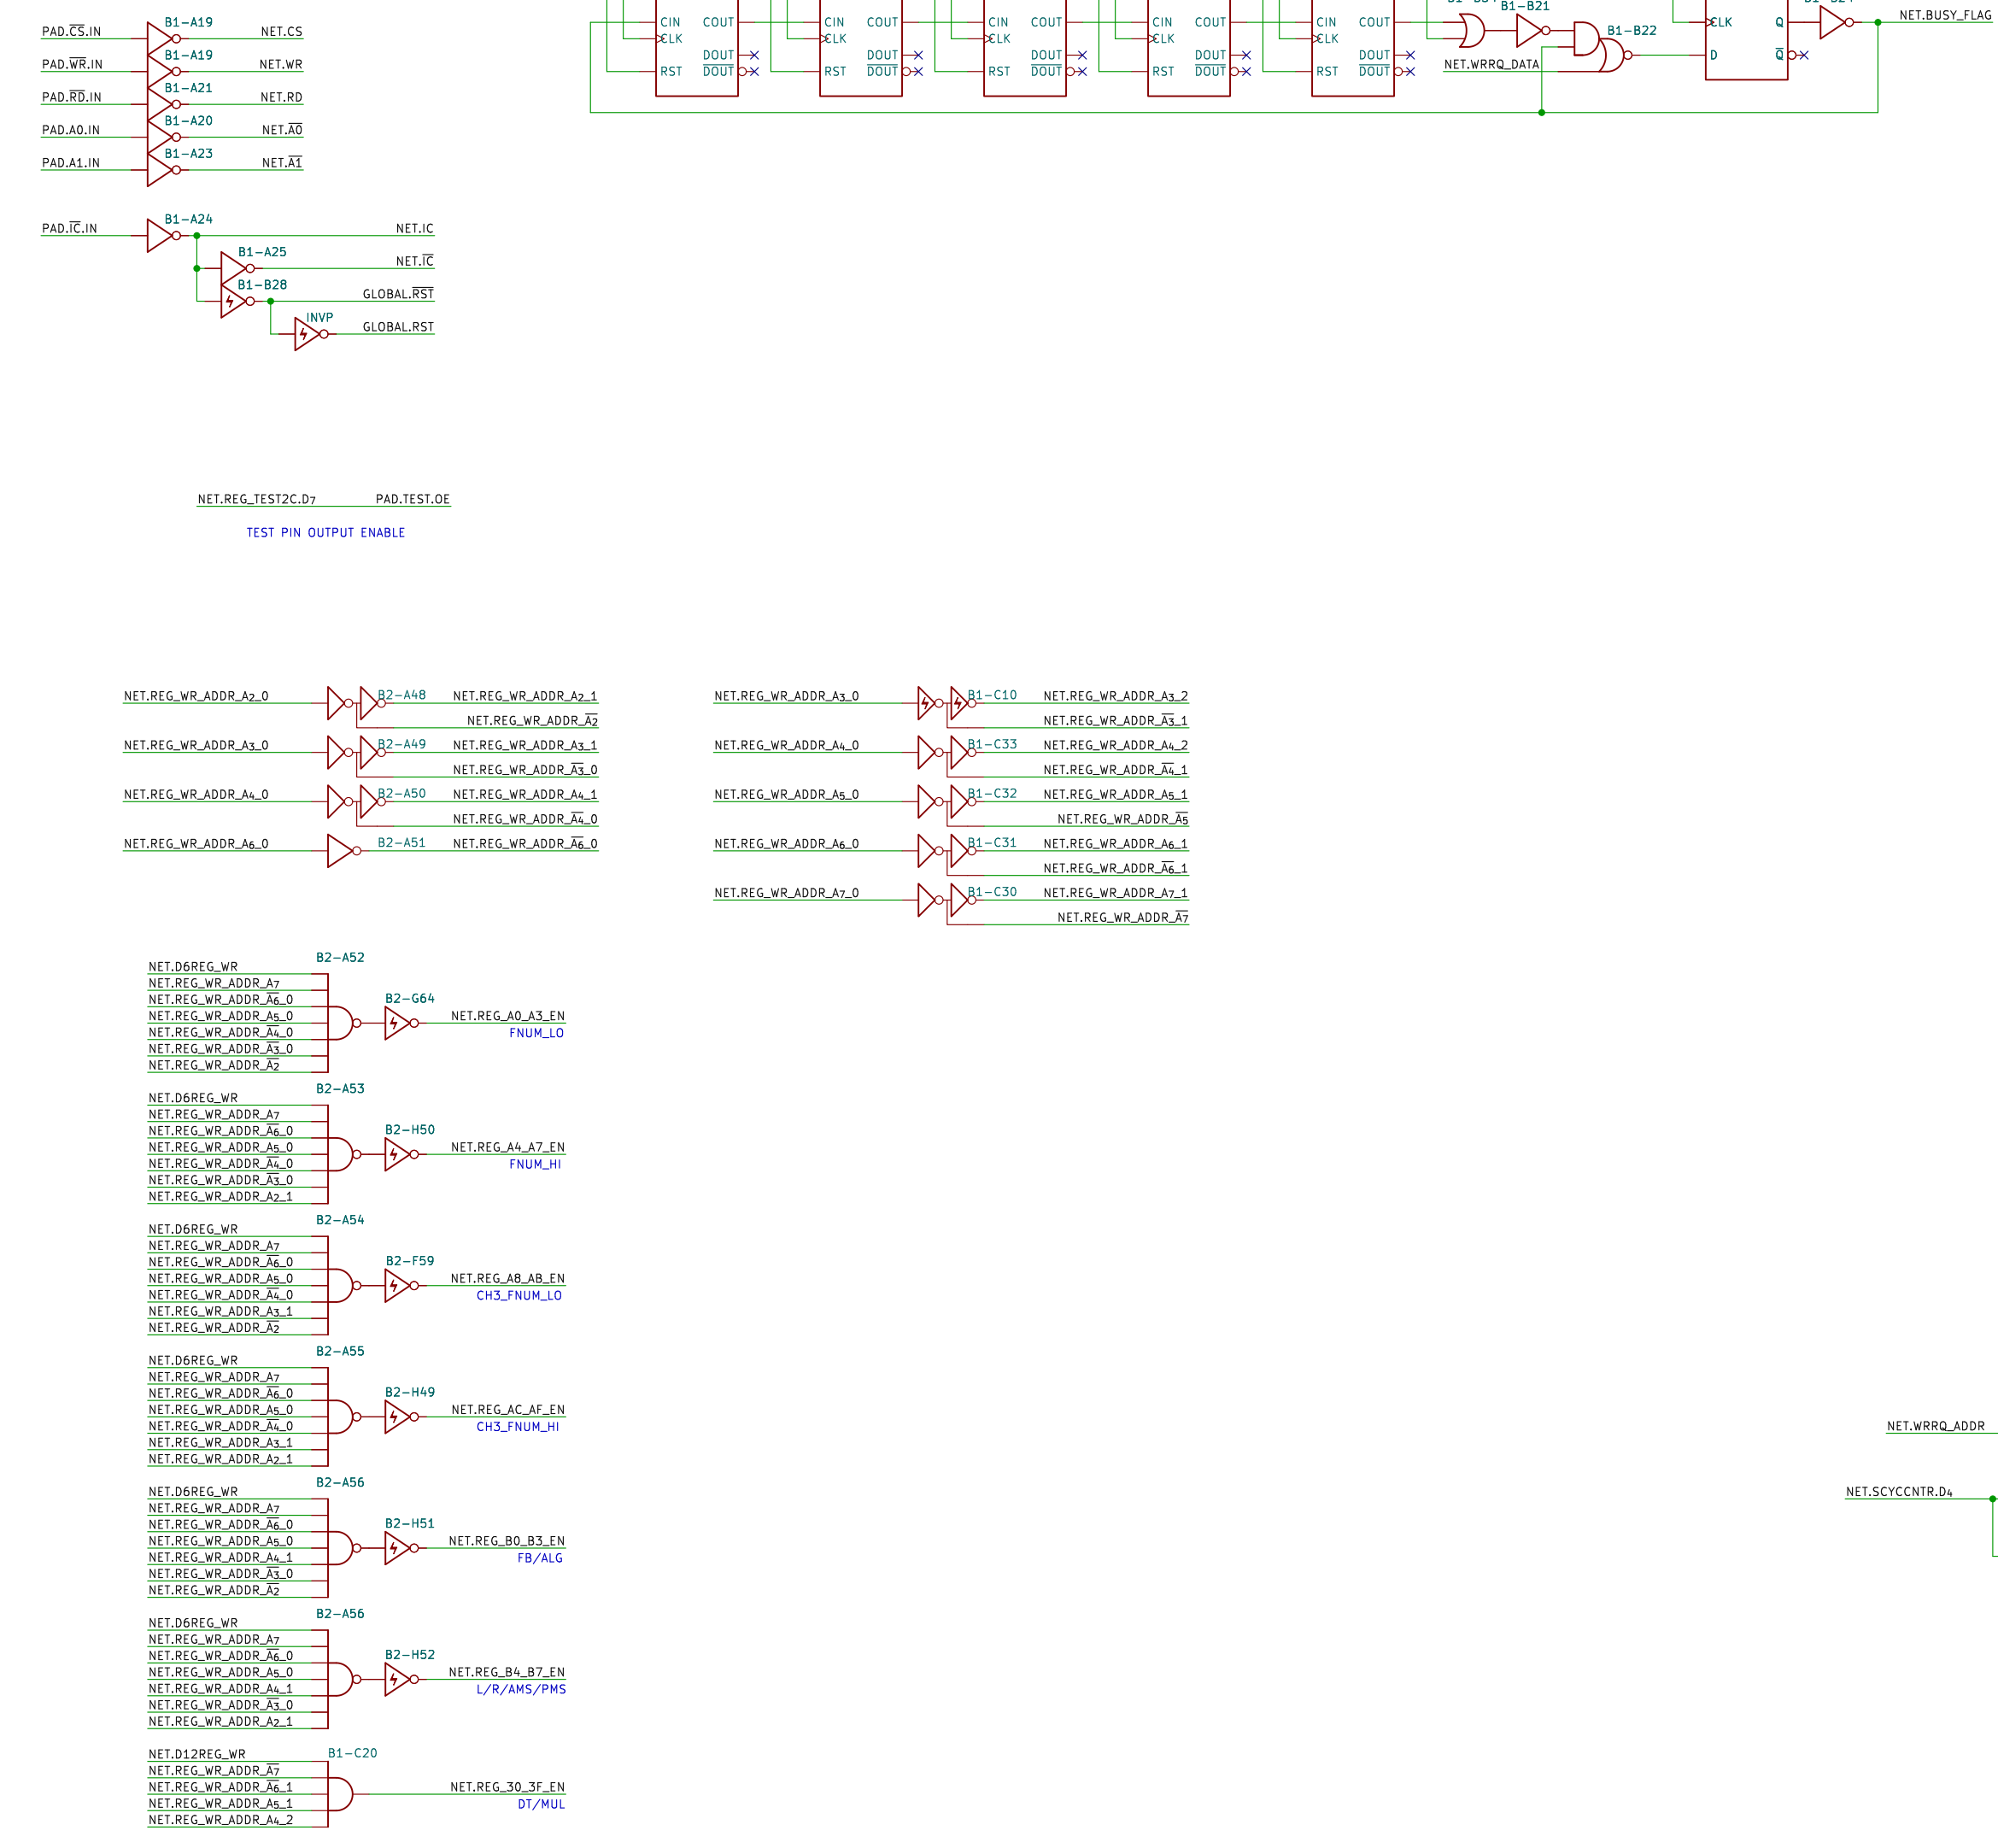 B1-A19
PAD.CS.IN NET.CS
B1-A19
PAD.WR.IN NET.WR
B1-A21
PAD.RD.IN NET.RD
B1-A20
PAD.A0.IN NET.A0
B1-A23
PAD.A1.IN NET.A1
B1-A24
PAD.IC.IN NET.IC
B1-A25
NET.IC
B1-B28
GLOBAL.RST
INVP
GLOBAL.RST
CIN COUT
CLK
DOUT
RST DOUT
CIN COUT
CLK
DOUT
RST DOUT
CIN COUT
CLK
DOUT
RST DOUT
CIN COUT
CLK
DOUT
RST DOUT
CIN COUT
CLK
DOUT
RST DOUT
B1-B21
B1-B22
NET.WRRQ_DATA
CLK Q
D Q
NET.BUSY_FLAG
NET.REG_TEST2C.D7 PAD.TEST.OE
TEST PIN OUTPUT ENABLE
NET.REG_WR_ADDR_A2_0 B2-A48 NET.REG_WR_ADDR_A2_1
NET.REG_WR_ADDR_A2
NET.REG_WR_ADDR_A3_0 B2-A49 NET.REG_WR_ADDR_A3_1
NET.REG_WR_ADDR_A3_0
NET.REG_WR_ADDR_A4_0 B2-A50 NET.REG_WR_ADDR_A4_1
NET.REG_WR_ADDR_A4_0
NET.REG_WR_ADDR_A6_0 B2-A51 NET.REG_WR_ADDR_A6_0
NET.REG_WR_ADDR_A3_0 B1-C10 NET.REG_WR_ADDR_A3_2
NET.REG_WR_ADDR_A3_1
NET.REG_WR_ADDR_A4_0 B1-C33 NET.REG_WR_ADDR_A4_2
NET.REG_WR_ADDR_A4_1
NET.REG_WR_ADDR_A5_0 B1-C32 NET.REG_WR_ADDR_A5_1
NET.REG_WR_ADDR_A5
NET.REG_WR_ADDR_A6_0 B1-C31 NET.REG_WR_ADDR_A6_1
NET.REG_WR_ADDR_A6_1
NET.REG_WR_ADDR_A7_0 B1-C30 NET.REG_WR_ADDR_A7_1
NET.REG_WR_ADDR_A7
B2-A52
NET.D6REG_WR
NET.REG_WR_ADDR_A7
NET.REG_WR_ADDR_A6_0 B2-G64
NET.REG_WR_ADDR_A5_0 NET.REG_A0_A3_EN
NET.REG_WR_ADDR_A4_0 FNUM_LO
NET.REG_WR_ADDR_A3_0
NET.REG_WR_ADDR_A2
B2-A53
NET.D6REG_WR
NET.REG_WR_ADDR_A7
NET.REG_WR_ADDR_A6_0 B2-H50
NET.REG_WR_ADDR_A5_0 NET.REG_A4_A7_EN
NET.REG_WR_ADDR_A4_0 FNUM_HI
NET.REG_WR_ADDR_A3_0
NET.REG_WR_ADDR_A2_1
B2-A54
NET.D6REG_WR
NET.REG_WR_ADDR_A7
NET.REG_WR_ADDR_A6_0 B2-F59
NET.REG_WR_ADDR_A5_0 NET.REG_A8_AB_EN
NET.REG_WR_ADDR_A4_0 CH3_FNUM_LO
NET.REG_WR_ADDR_A3_1
NET.REG_WR_ADDR_A2
B2-A55
NET.D6REG_WR
NET.REG_WR_ADDR_A7
NET.REG_WR_ADDR_A6_0 B2-H49
NET.REG_WR_ADDR_A5_0 NET.REG_AC_AF_EN
NET.REG_WR_ADDR_A4_0 CH3_FNUM_HI
NET.REG_WR_ADDR_A3_1
NET.REG_WR_ADDR_A2_1
B2-A56
NET.D6REG_WR
NET.REG_WR_ADDR_A7
NET.REG_WR_ADDR_A6_0 B2-H51
NET.REG_WR_ADDR_A5_0 NET.REG_B0_B3_EN
NET.REG_WR_ADDR_A4_1 FB/ALG
NET.REG_WR_ADDR_A3_0
NET.REG_WR_ADDR_A2
B2-A56
NET.D6REG_WR
NET.REG_WR_ADDR_A7
NET.REG_WR_ADDR_A6_0 B2-H52
NET.REG_WR_ADDR_A5_0 NET.REG_B4_B7_EN
NET.REG_WR_ADDR_A4_1 L/R/AMS/PMS
NET.REG_WR_ADDR_A3_0
NET.REG_WR_ADDR_A2_1
B1-C20
NET.D12REG_WR
NET.REG_WR_ADDR_A7
NET.REG_WR_ADDR_A6_1 NET.REG_30_3F_EN
NET.REG_WR_ADDR_A5_1 DT/MUL
NET.REG_WR_ADDR_A4_2
NET.WRRQ_ADDR
NET.SCYCCNTR.D4